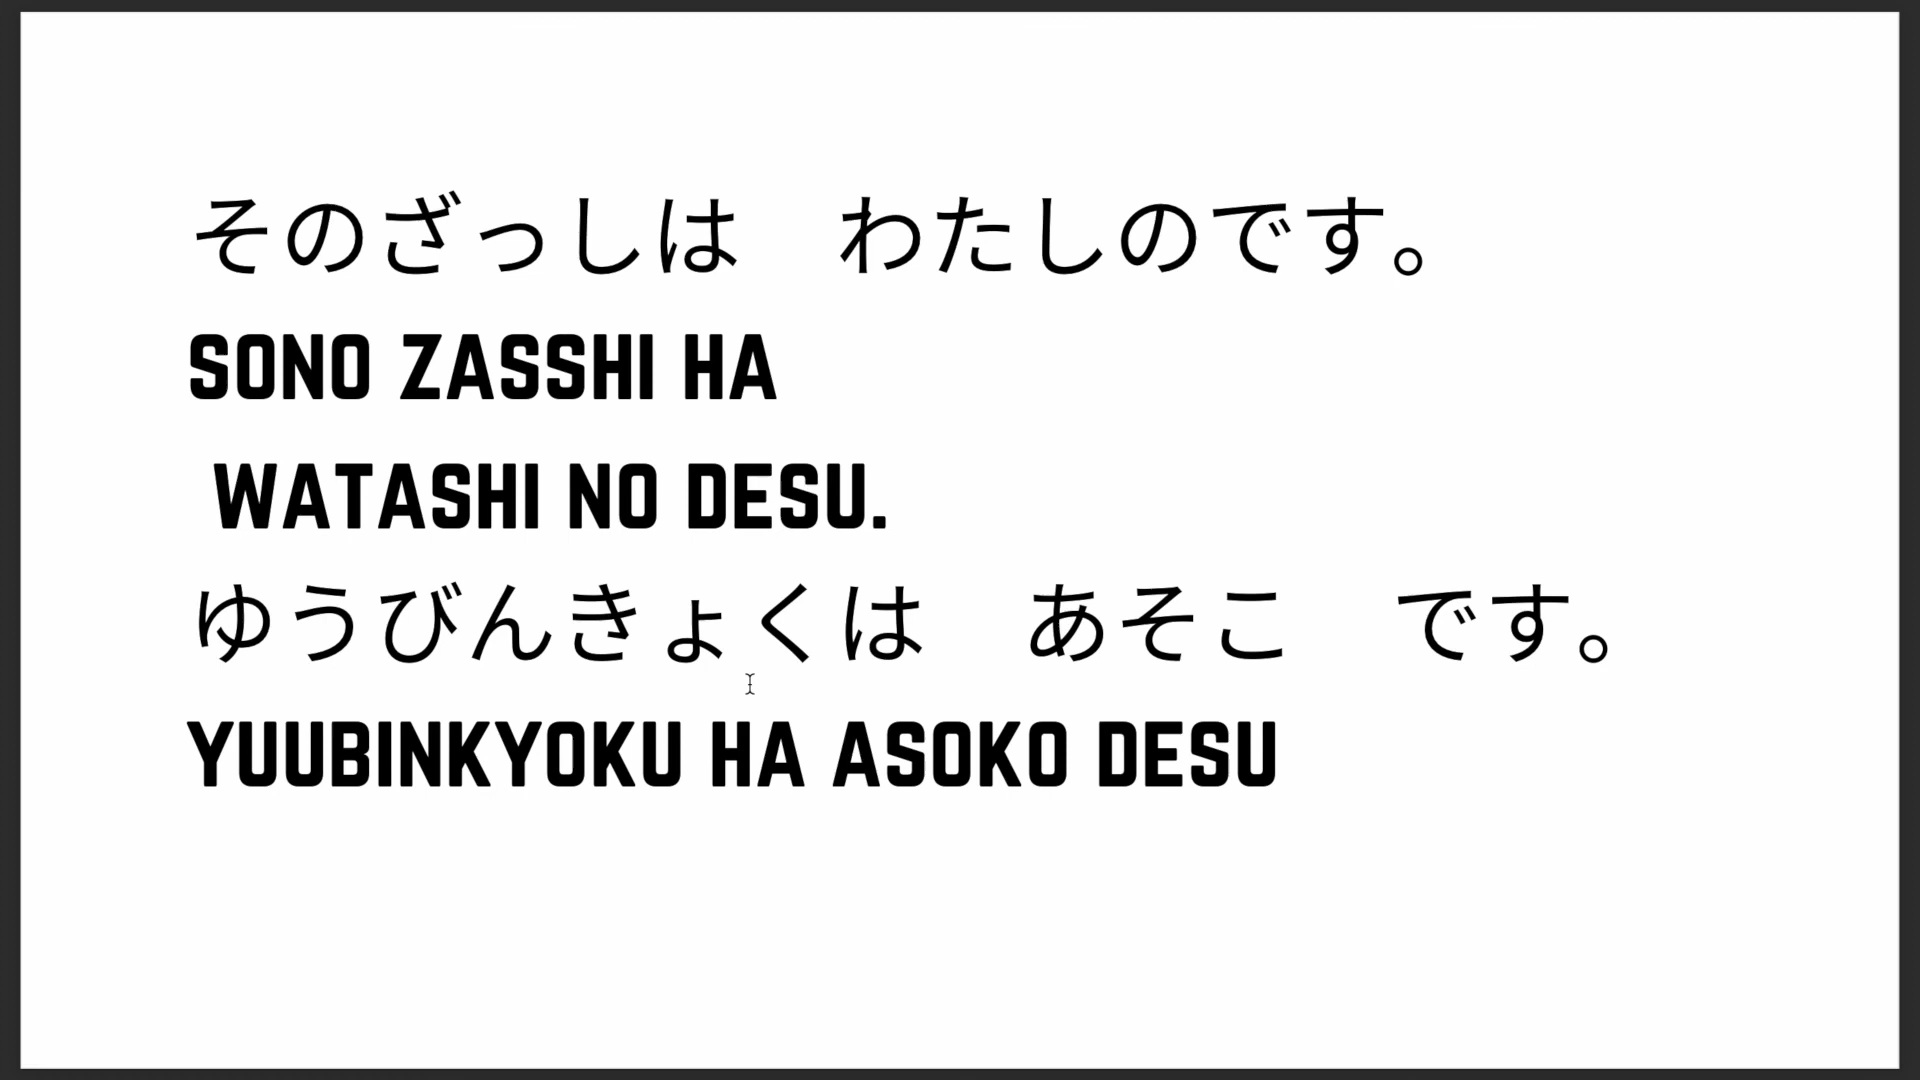 そのざっしは　わたしのです。
SONO ZASSHI HA
WATASHI NO DESU.
ゆうびんきょくは　あそこ　です。
YUUBINKYOKU HA ASOKO DESU